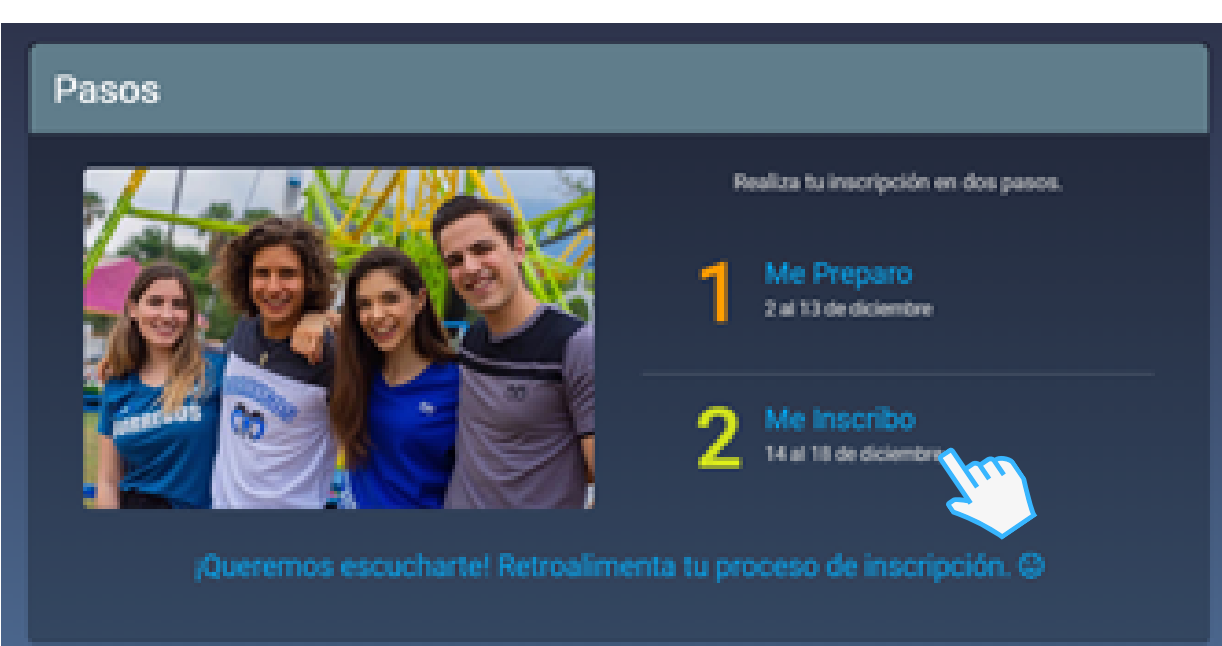 Pasos
Realiza tu inscripción en dos pasos.
1
Me Preparo
2 al 13 de diciembre
2
Me Inscribo
14 al 18 de diciembre
BORREGOS
¡Queremos escucharte! Retroalimenta tu proceso de inscripción.